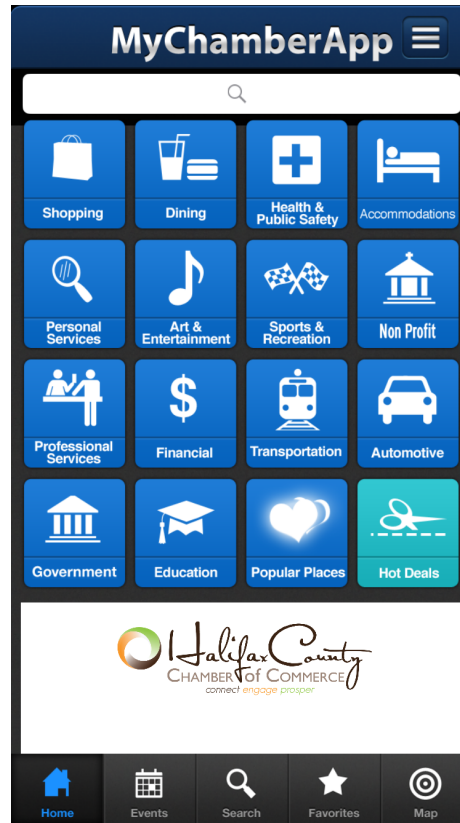 MyChamberApp
Shopping
Dining
Health &
Public Safety
Accommodations
Personal
Services
Art &
Entertainment
Sports &
Recreation
Non Profit
Professional
Services
Financial
Transportation
Automotive
Government
Education
Popular Places
Hot Deals
Halifax County
CHAMBER OF COMMERCE
connect engage prosper
Home
Events
Search
Favorites
Map